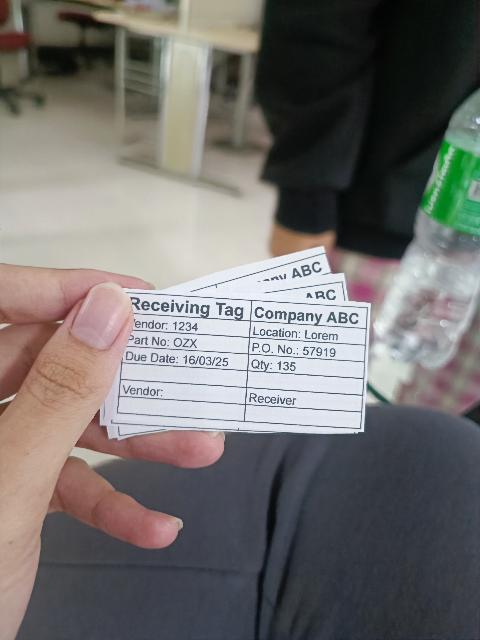 ABC
ABC
Receiving Tag Company ABC
Vendor: 1234 Location: Lorem
Part No: OZX P.O. No.: 57919
Due Date: 16/03/25 Qty: 135
Vendor: Receiver